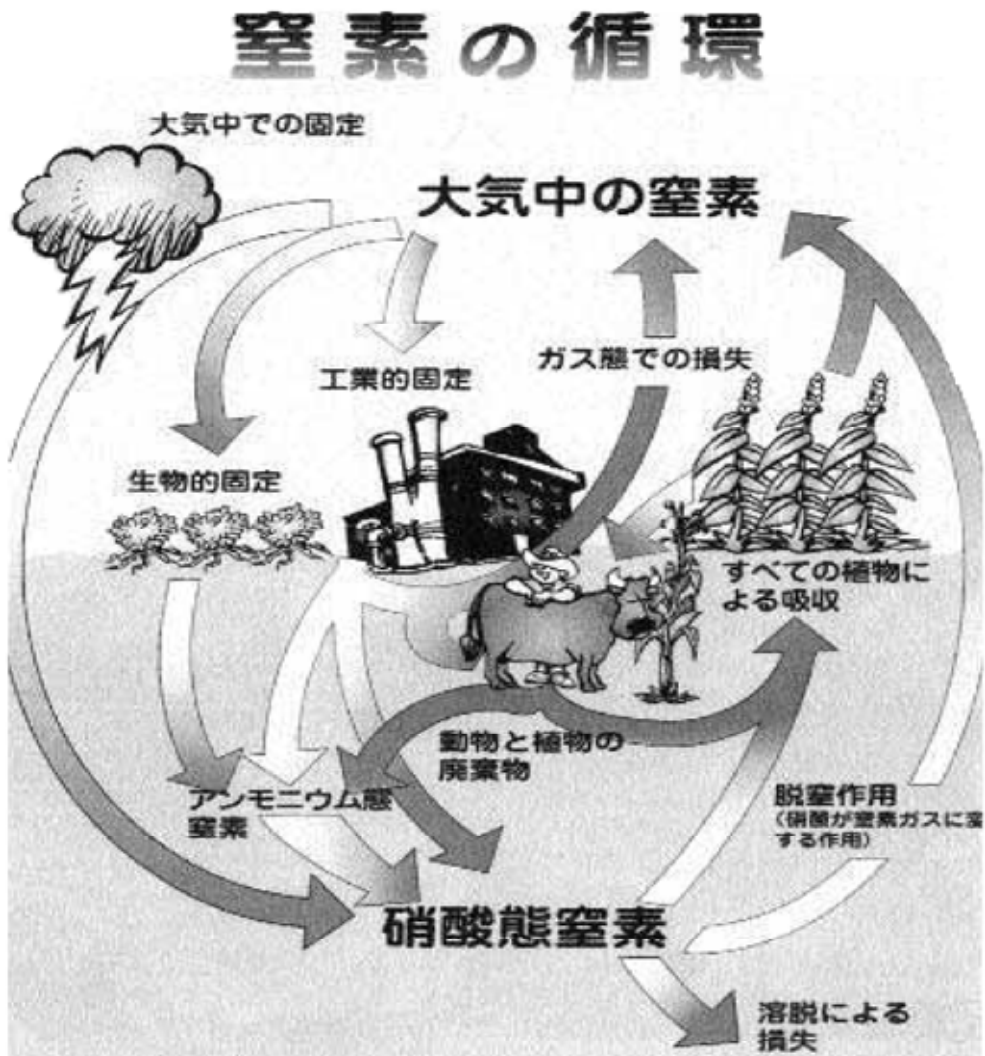 窒素の循環
大気中での固定
大気中の窒素
工業的固定
ガス態での損失
生物的固定
すべての植物に
よる吸収
動物と植物の
廃棄物
アンモニウム態
窒素
脱窒作用
(硝酸が窒素ガスに変
する作用)
硝酸態窒素
溶脱による
損失